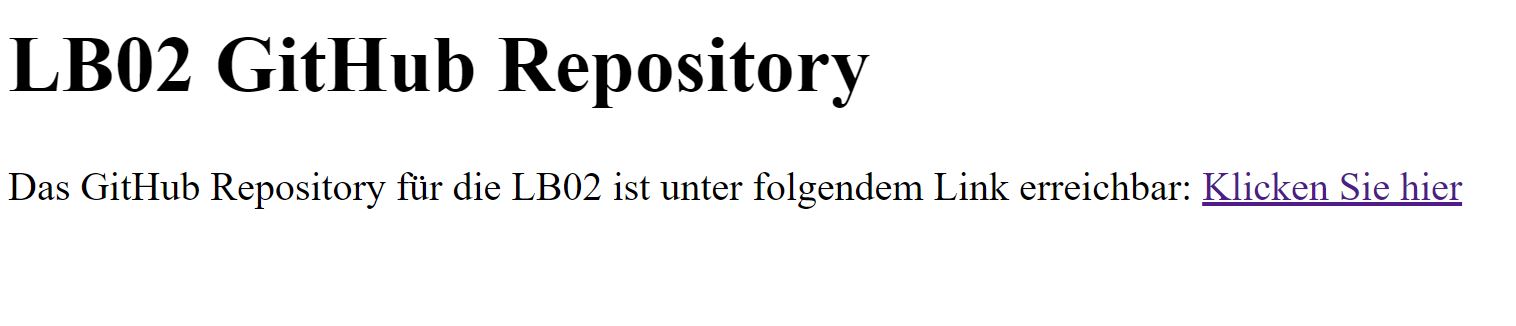 LB02 GitHub Repository
Das GitHub Repository für die LB02 ist unter folgendem Link erreichbar: Klicken Sie hier